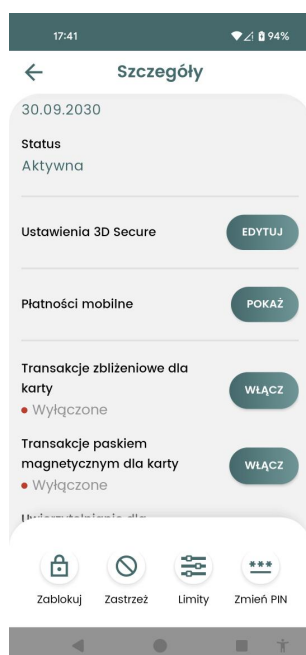 17:41
94%
Szczegóły
30.09.2030
Status
Aktywna
Ustawienia 3D Secure
EDYTUJ
Płatności mobilne
POKAŻ
Transakcje zbliżeniowe dla
karty
WŁĄCZ
Wyłączone
Transakcje paskiem
magnetycznym dla karty
WŁĄCZ
Wyłączone
Zablokuj
Zastrzeż
Limity
Zmień PIN